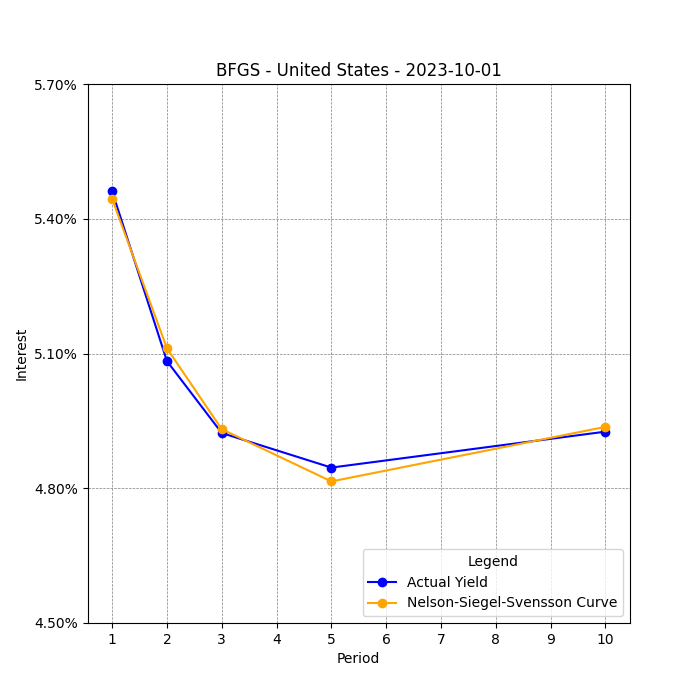 BFGS - United States - 2023-10-01
5.70%
5.40%
5.10%
4.80%
4.50%
Interest
1 2 3 4 5 6 7 8 9 10
Period
Legend
Actual Yield
Nelson-Siegel-Svensson Curve